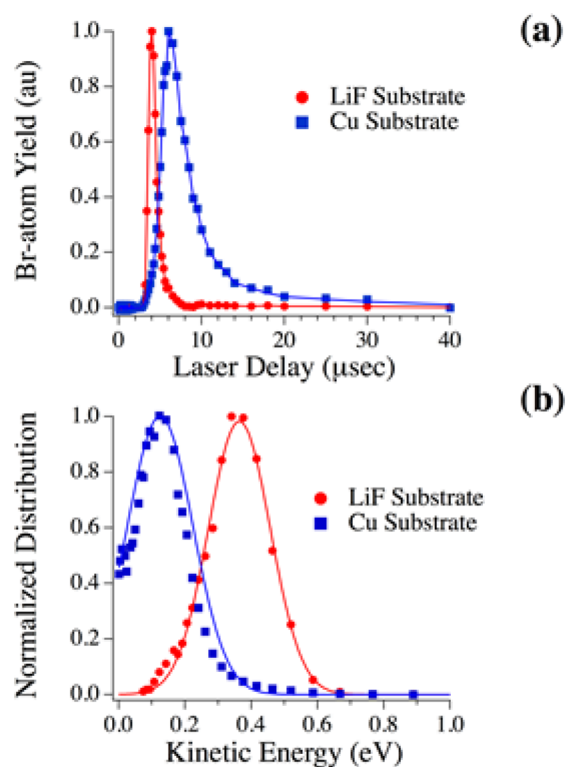 (a)
1.0
0.8
0.6
0.4
0.2
0.0
Br-atom Yield (au)
LiF Substrate
Cu Substrate
0 10 20 30 40
Laser Delay (μsec)
(b)
1.0
0.8
0.6
0.4
0.2
0.0
Normalized Distribution
LiF Substrate
Cu Substrate
0.0 0.2 0.4 0.6 0.8 1.0
Kinetic Energy (eV)